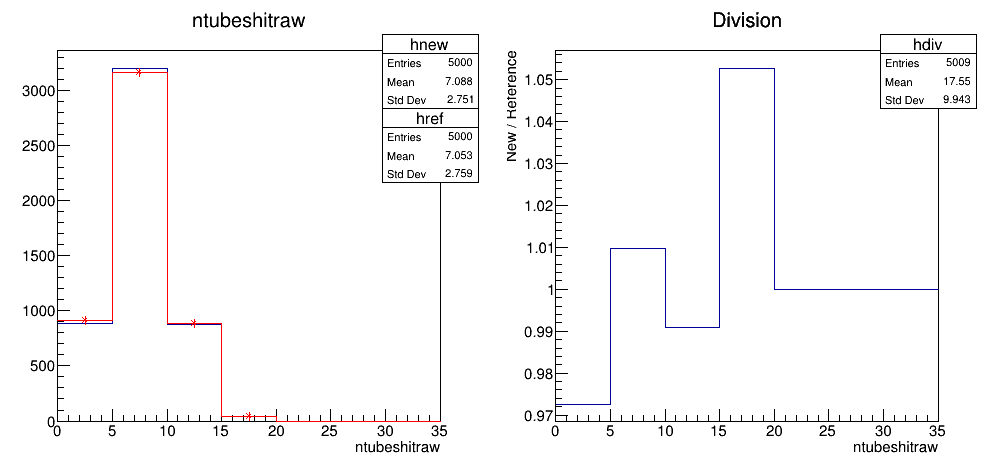 ntubeshitraw
hnew
Entries 5000
Mean 7.088
Std Dev 2.751
href
Entries 5000
Mean 7.053
Std Dev 2.759
3000
2500
2000
1500
1000
500
0
0 5 10 15 20 25 30 35
ntubeshitraw
Division
hdiv
Entries 5009
Mean 17.55
Std Dev 9.943
New / Reference
1.05
1.04
1.03
1.02
1.01
1
0.99
0.98
0.97
0 5 10 15 20 25 30 35
ntubeshitraw